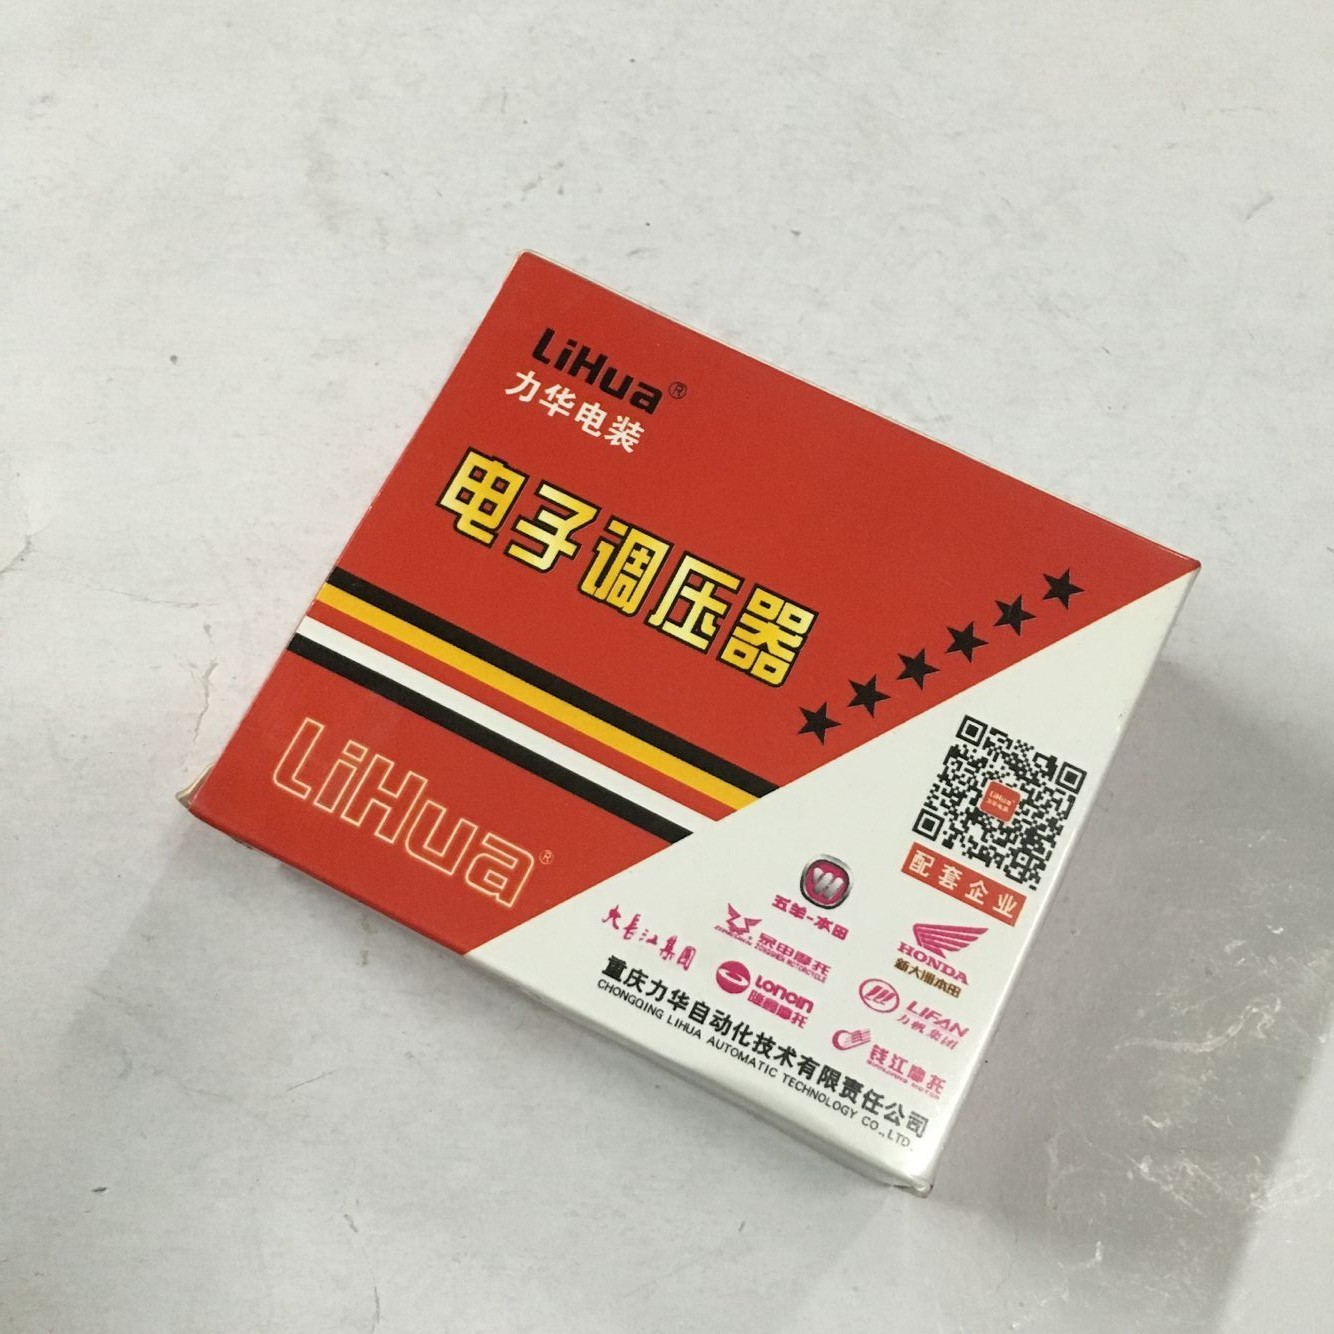 LiHua®
力华电装
电子调压器
LiHua®
LiHua
配套企业
五羊-本田
HONDA
新大洲本田
大长江集团
宗申摩托
ZONGSHEN MOTORCYCLE
LONCIN
隆鑫摩托
LIFAN
力帆集团
钱江摩托
重庆力华自动化技术有限责任公司
CHONGQING LIHUA AUTOMATIC TECHNOLOGY CO.,LTD.